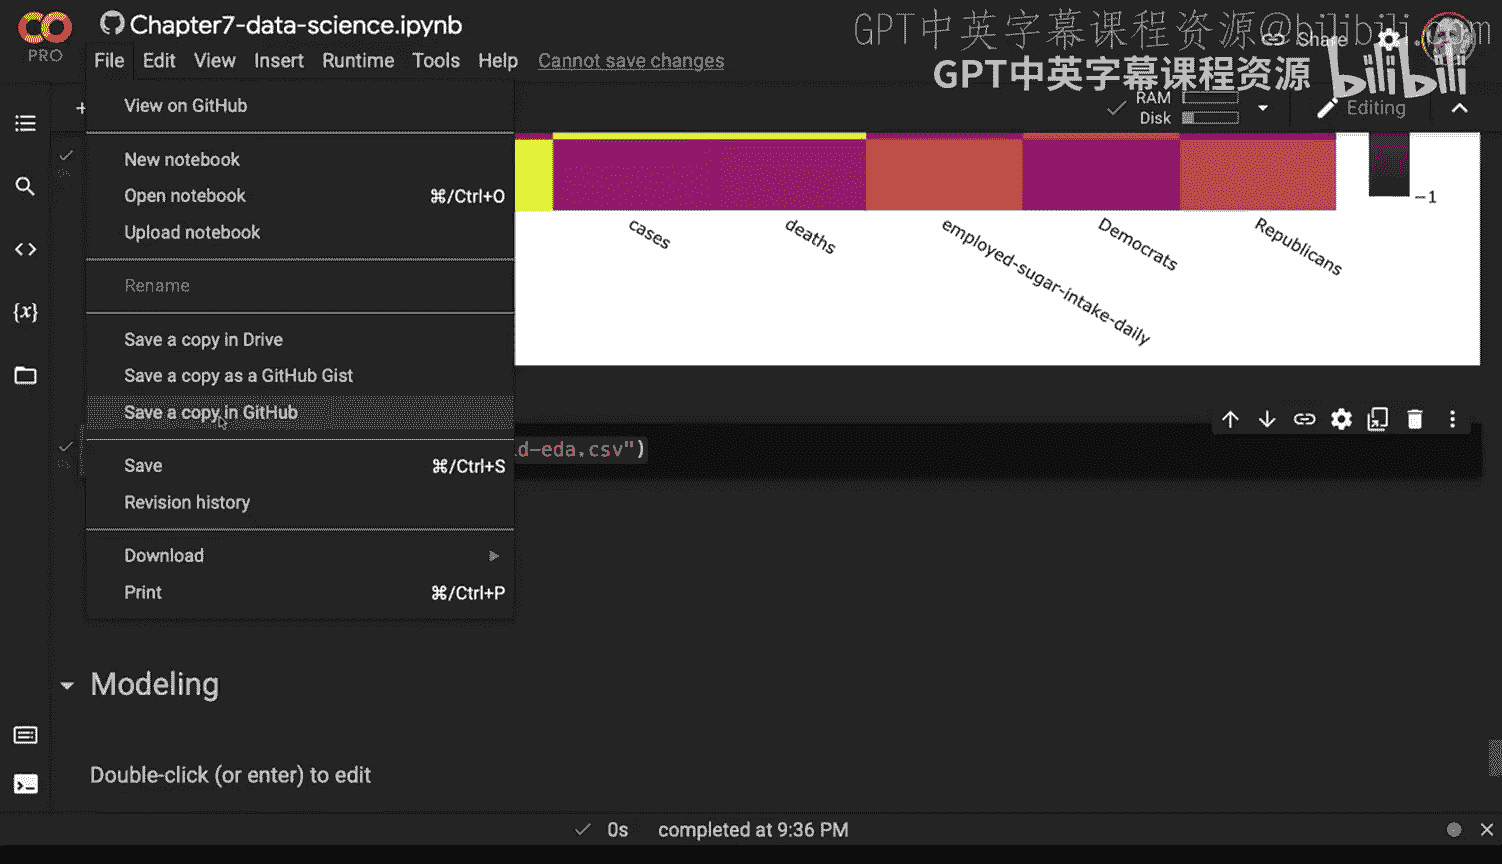 Chapter7-data-science.ipynb
GPT中英字幕课程资源@bilibili.com
PRO
File Edit View Insert Runtime Tools Help Cannot save changes
Share
GPT中英字幕课程资源 bilibili
View on GitHub
RAM
Disk
Editing
New notebook
Open notebook ⌘/Ctrl+O
Upload notebook
−1
cases deaths employed-sugar-intake-daily Democrats Republicans
Rename
Save a copy in Drive
Save a copy as a GitHub Gist
Save a copy in GitHub
d-eda.csv")
Save ⌘/Ctrl+S
Revision history
Download
Print ⌘/Ctrl+P
Modeling
Double-click (or enter) to edit
0s completed at 9:36 PM